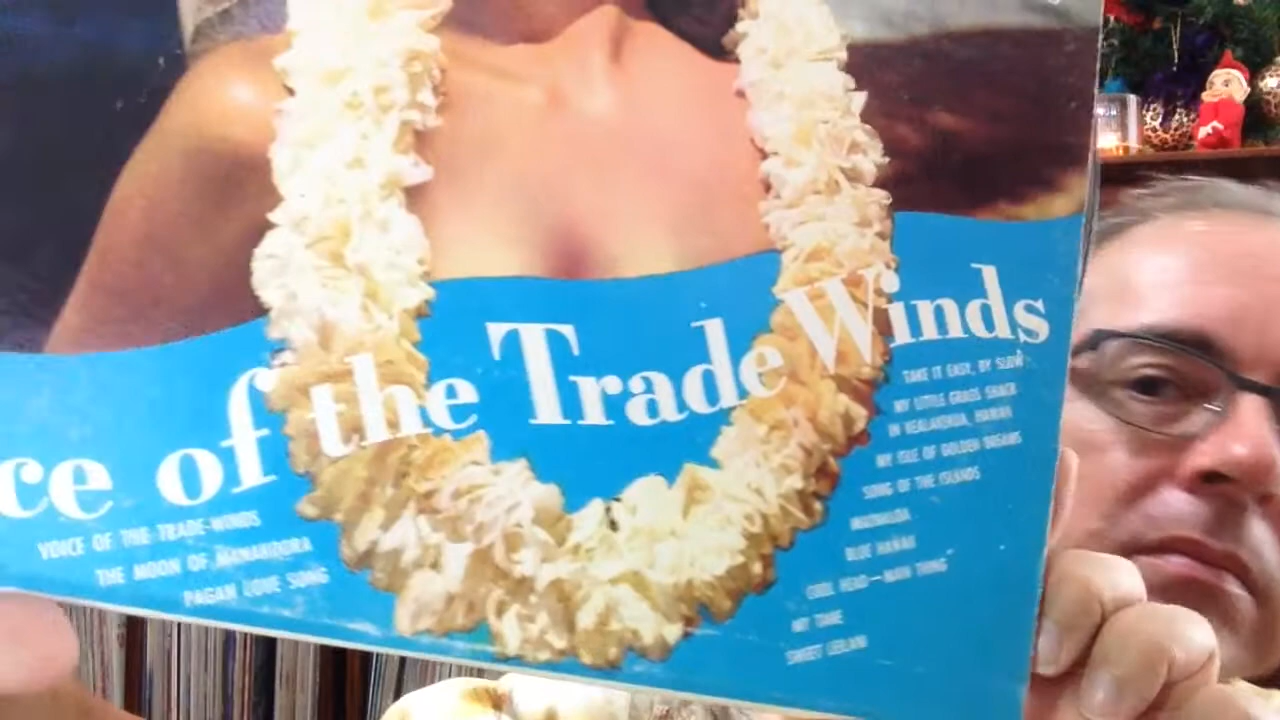 ce of the Trade Winds
VOICE OF THE TRADE-WINDS
THE MOON OF MANAKOORA
PAGAN LOVE SONG
TAKE IT EASY, BY SLOW
MY LITTLE GRASS SHACK
IN KEALAKEKUA, HAWAII
MY ISLE OF GOLDEN DREAMS
SONG OF THE ISLANDS
BLUE HAWAII
COOL HEAD—MAIN THING
MY TANE
SWEET LEILANI